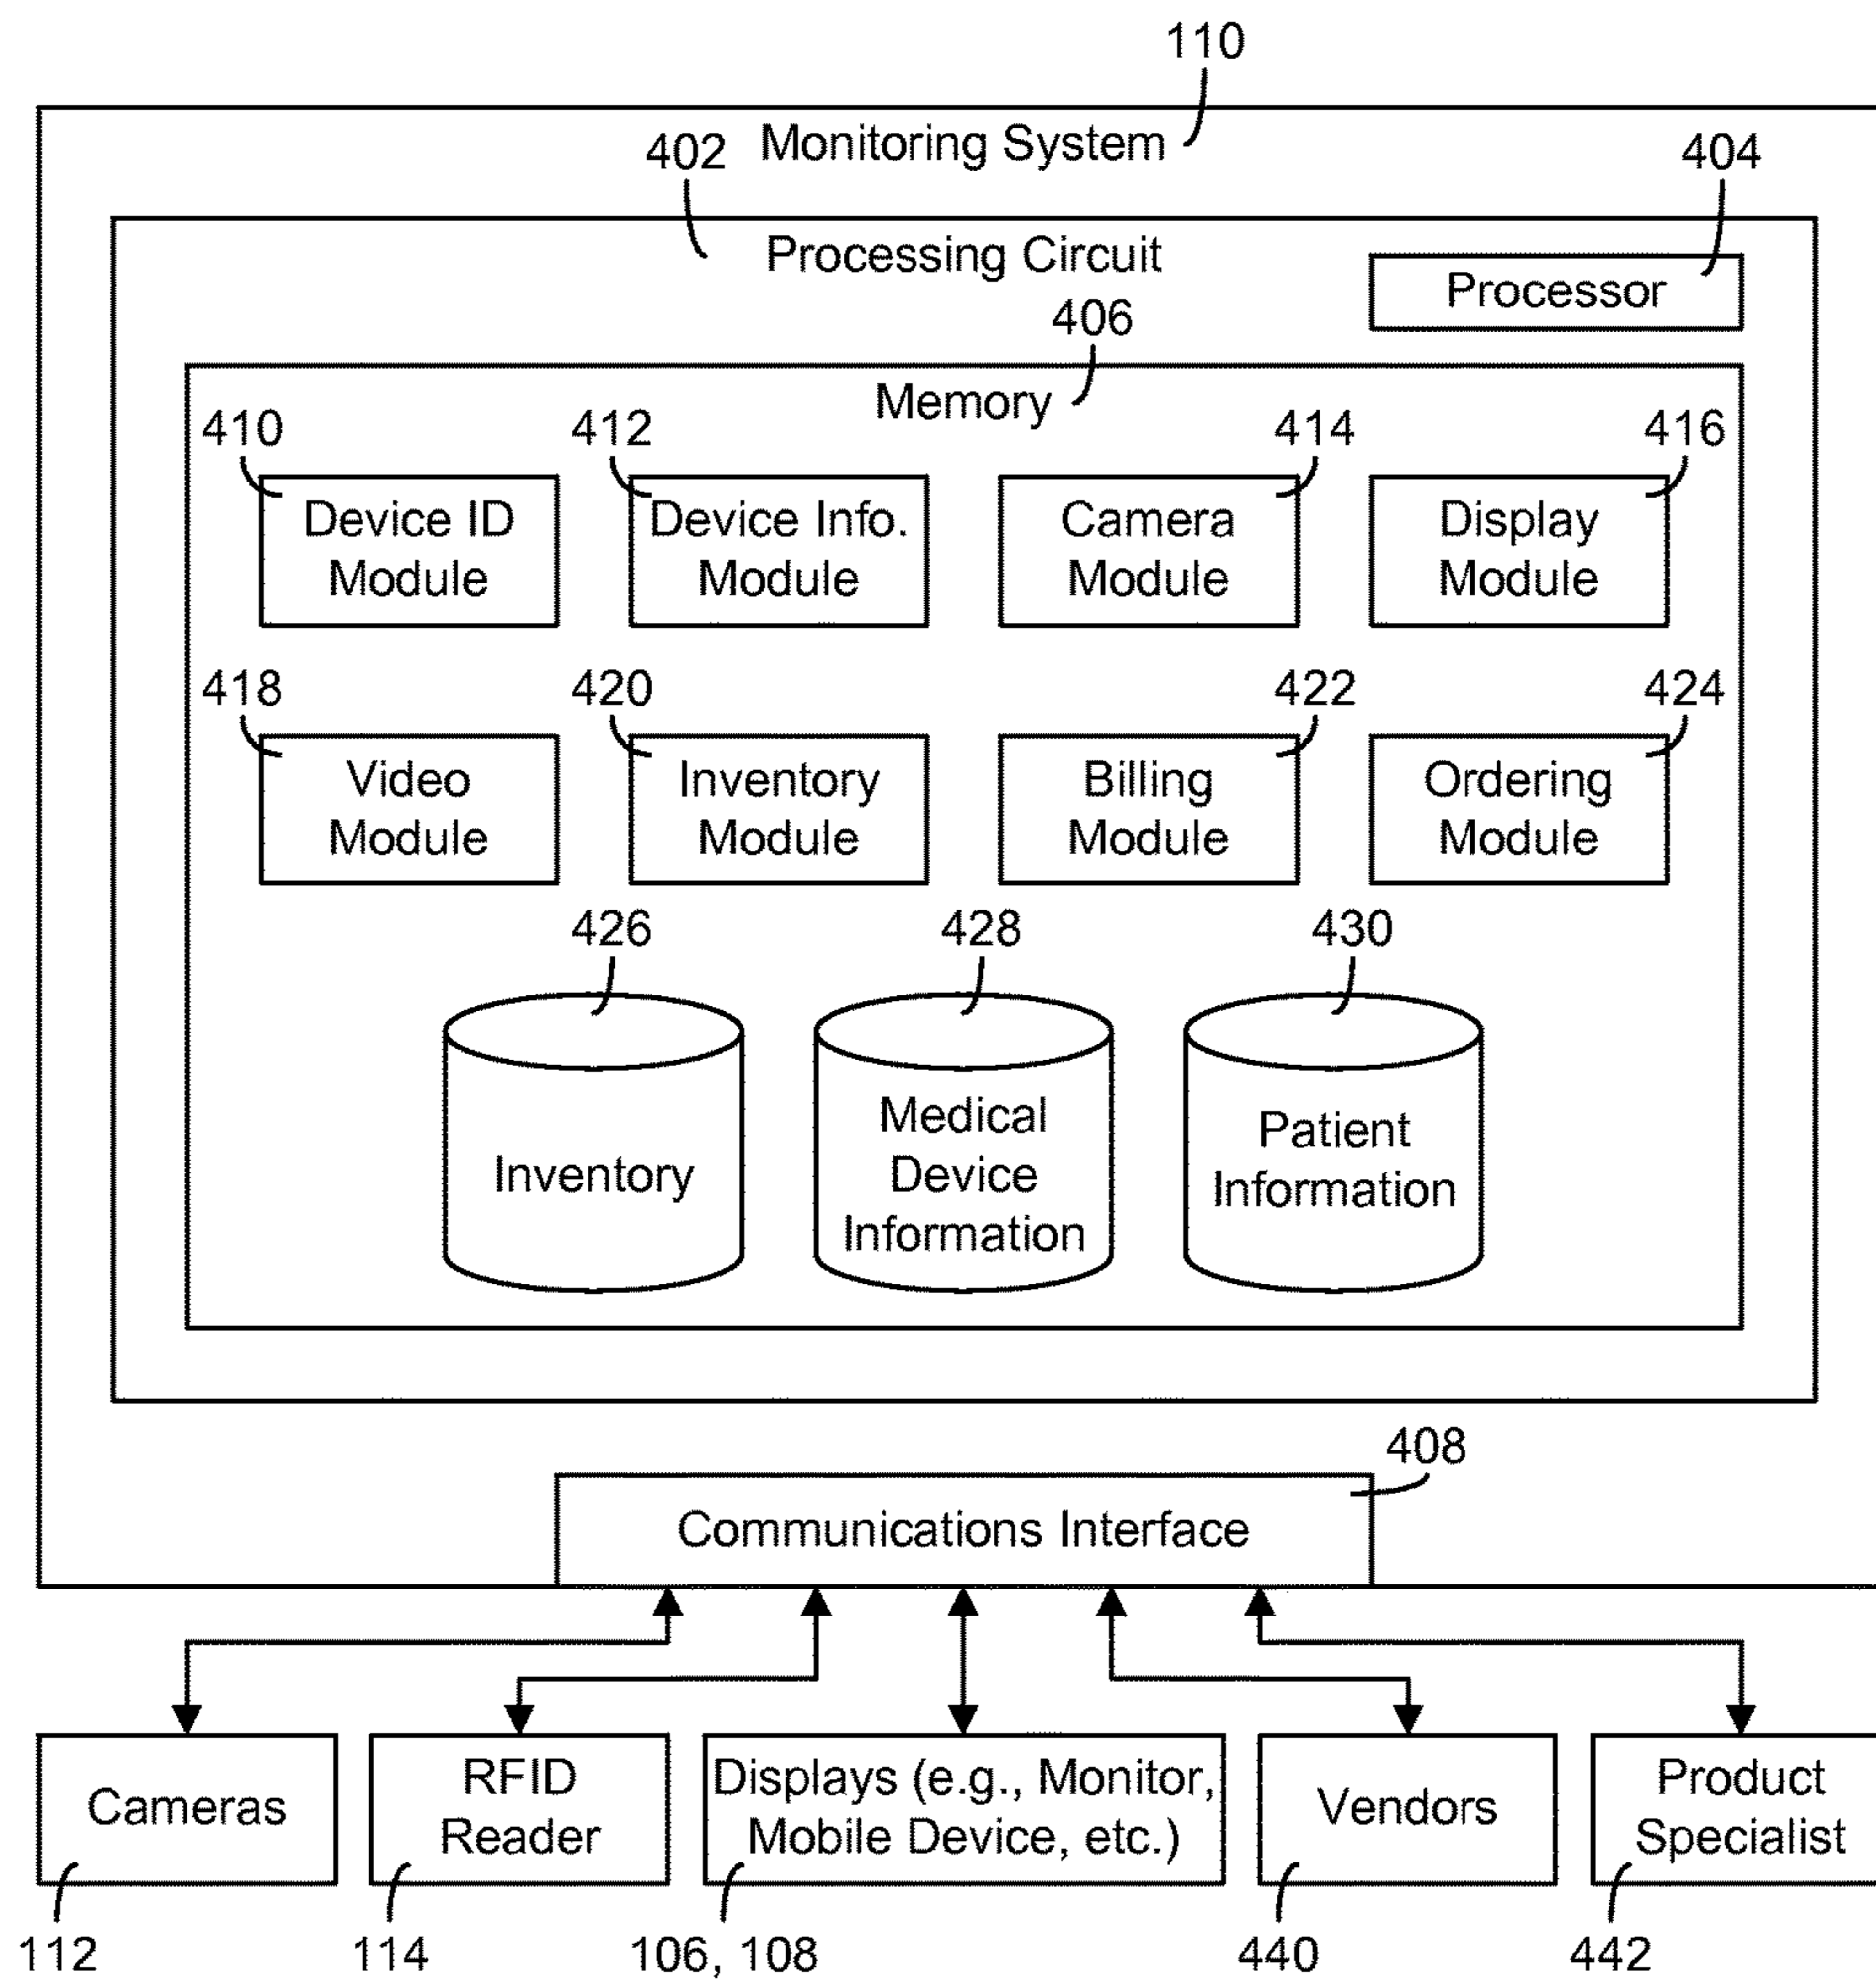 110
Monitoring System
402
404
Processing Circuit
Processor
406
Memory
410
412
414
416
Device ID
Module
Device Info.
Module
Camera
Module
Display
Module
418
420
422
424
Video
Module
Inventory
Module
Billing
Module
Ordering
Module
426
428
430
Inventory
Medical
Device
Information
Patient
Information
408
Communications Interface
Cameras
RFID
Reader
Displays (e.g., Monitor,
Mobile Device, etc.)
Vendors
Product
Specialist
112
114
106, 108
440
442